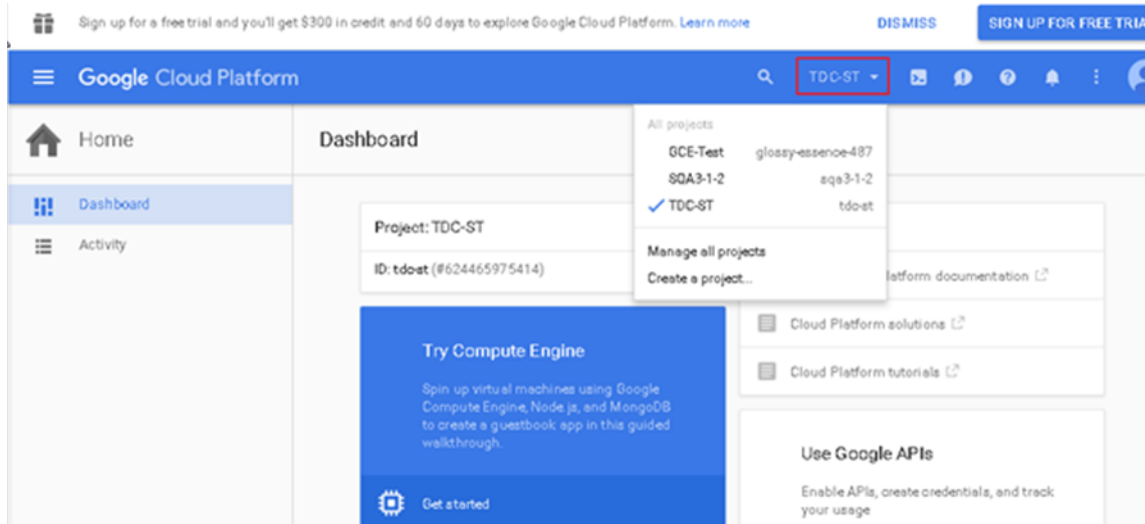 Sign up for a free trial and you'll get $300 in credit and 60 days to explore Google Cloud Platform. Learn more
DISMISS
SIGN UP FOR FREE TRIA
Google Cloud Platform
TDC-ST
Home
Dashboard
Dashboard
Activity
All projects
GCE-Test glossy-essence-487
SQA3-1-2 sqa3-1-2
TDC-ST tdc-st
Manage all projects
Create a project...
Project: TDC-ST
ID: tdc-st (#624465975414)
Try Compute Engine
Spin up virtual machines using Google
Compute Engine, Node.js, and MongoDB
to create a guestbook app in this guided
walkthrough.
Get started
latform documentation
Cloud Platform solutions
Cloud Platform tutorials
Use Google APIs
Enable APIs, create credentials, and track
your usage